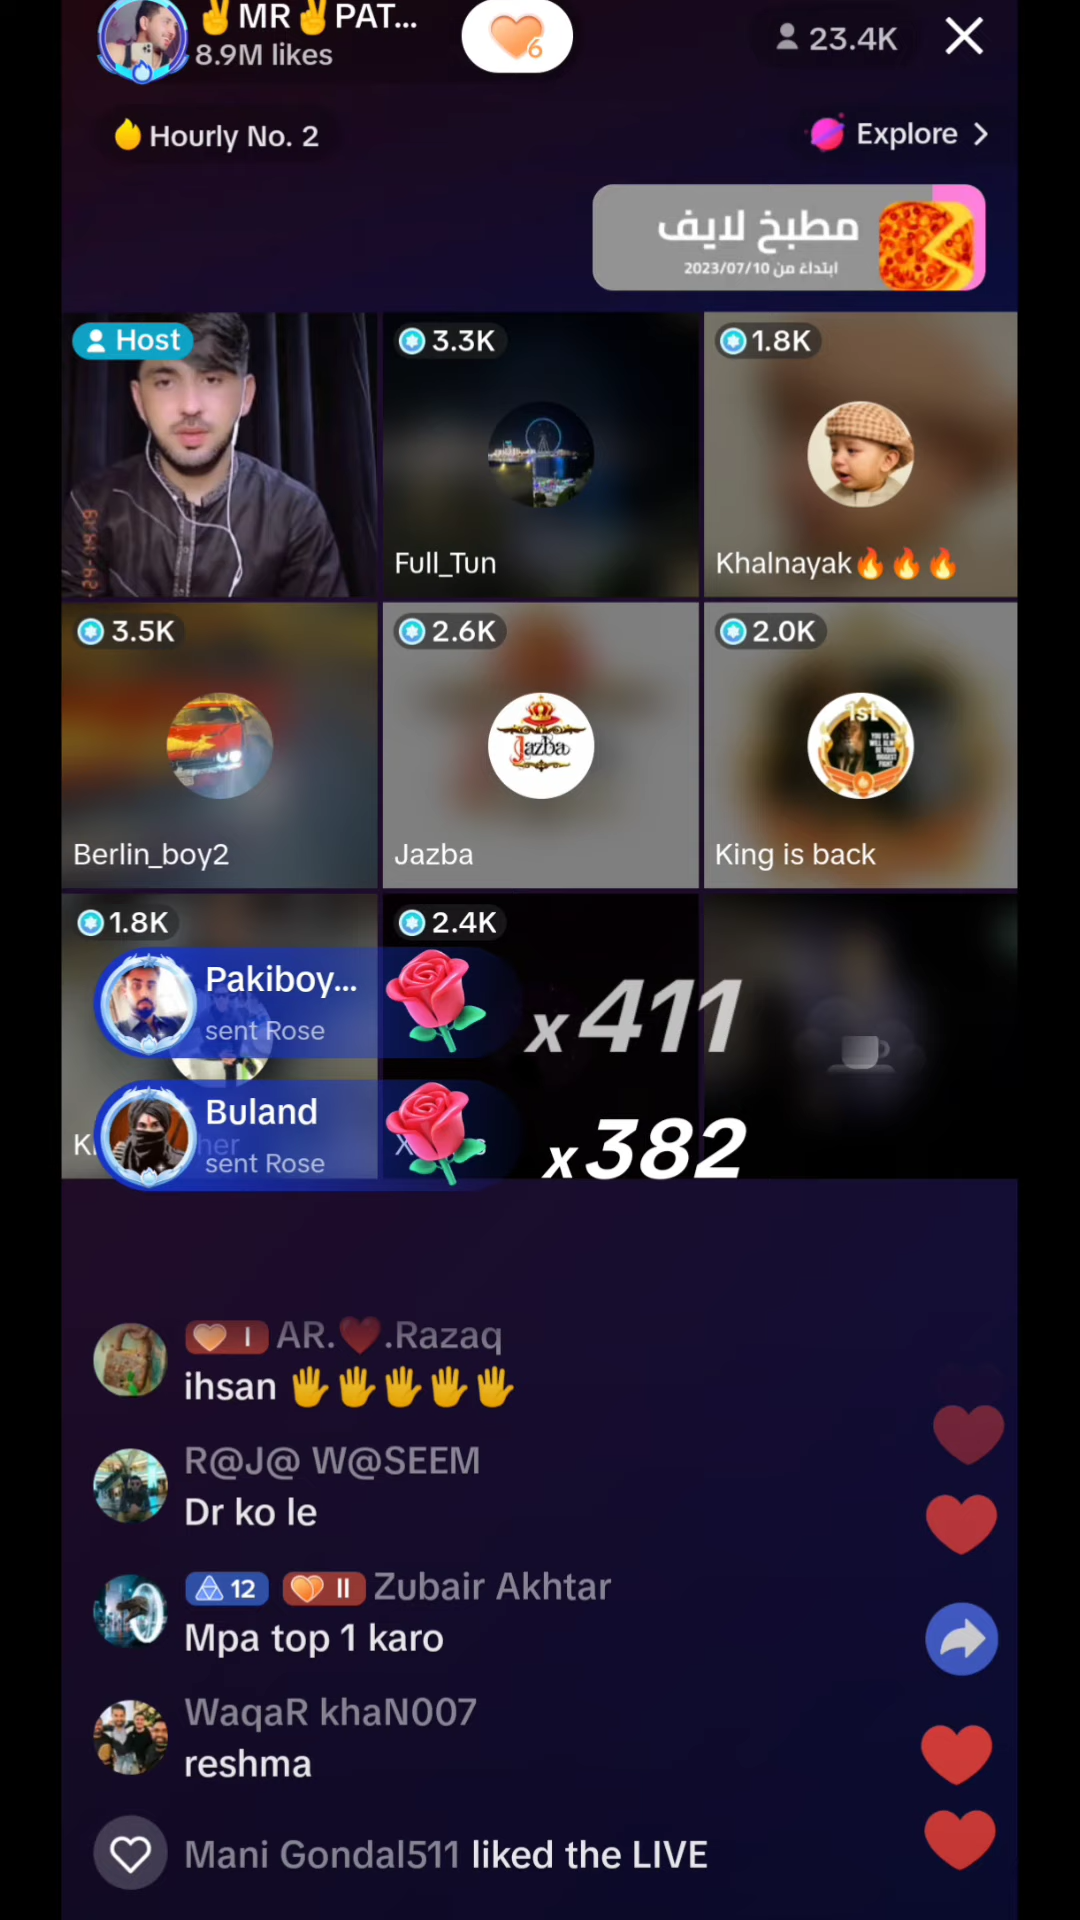 ✌️MR✌️PAT...
8.9M likes
6
23.4K
Hourly No. 2
Explore >
مطبخ لايف
ابتداءً من 2023/07/10
Host
3.3K
1.8K
Full_Tun
Khalnayak🔥🔥🔥
3.5K
2.6K
2.0K
Jazba
1st
Berlin_boy2
Jazba
King is back
1.8K
2.4K
Pakiboy...
sent Rose
x411
Buland
sent Rose
x382
I AR.❤️.Razaq
ihsan 🖐🖐🖐🖐🖐
R@J@ W@SEEM
Dr ko le
12 II Zubair Akhtar
Mpa top 1 karo
WaqaR khaN007
reshma
Mani Gondal511 liked the LIVE